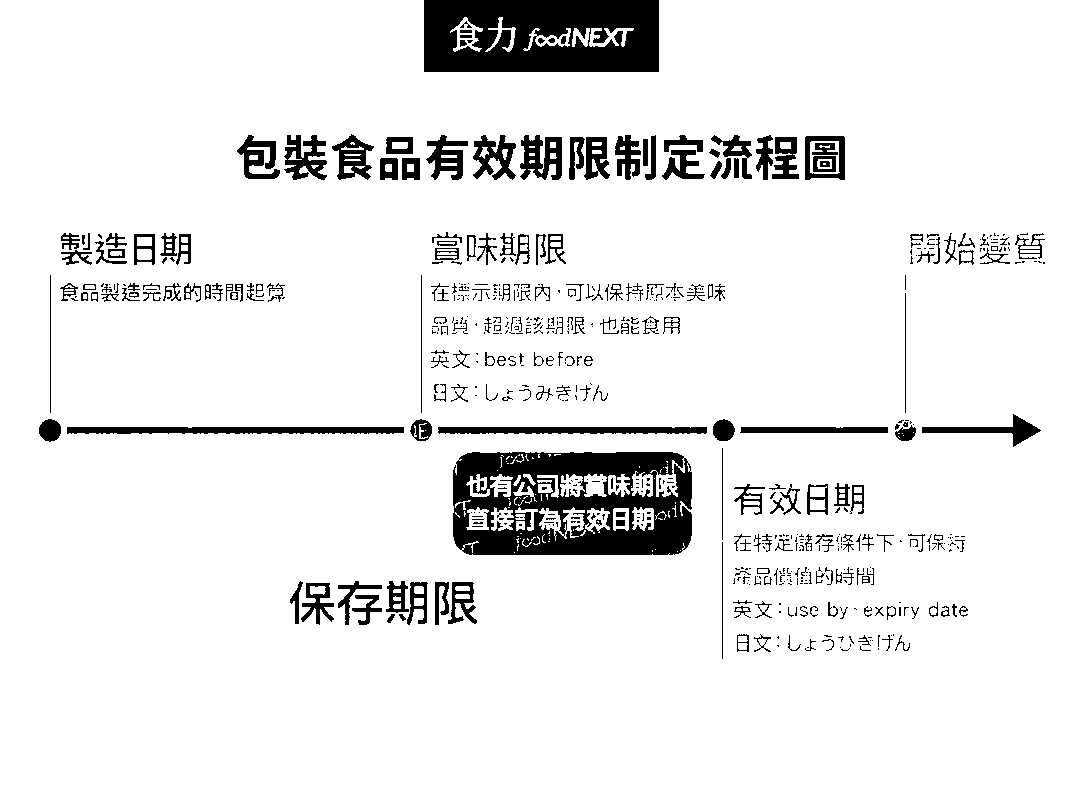 食力 foodNEXT
包裝食品有效期限制定流程圖
製造日期
食品製造完成的時間起算
賞味期限
在標示期限內，可以保持原本美味
品質，超過該期限，也能食用
英文：best before
日文：しょうみきげん
開始變質
也有公司將賞味期限
直接訂為有效日期
保存期限
有效日期
在特定儲存條件下，可保持
產品價值的時間
英文：use by、expiry date
日文：しょうひきげん